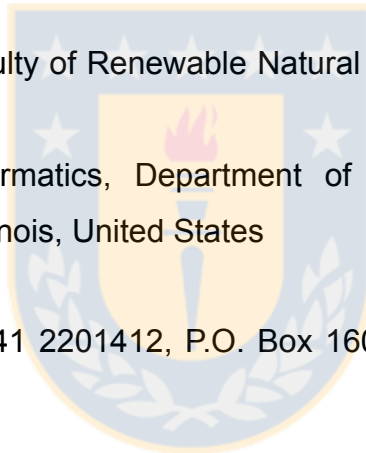 ulty of Renewable Natural
rmatics, Department of
nois, United States
41 2201412, P.O. Box 160